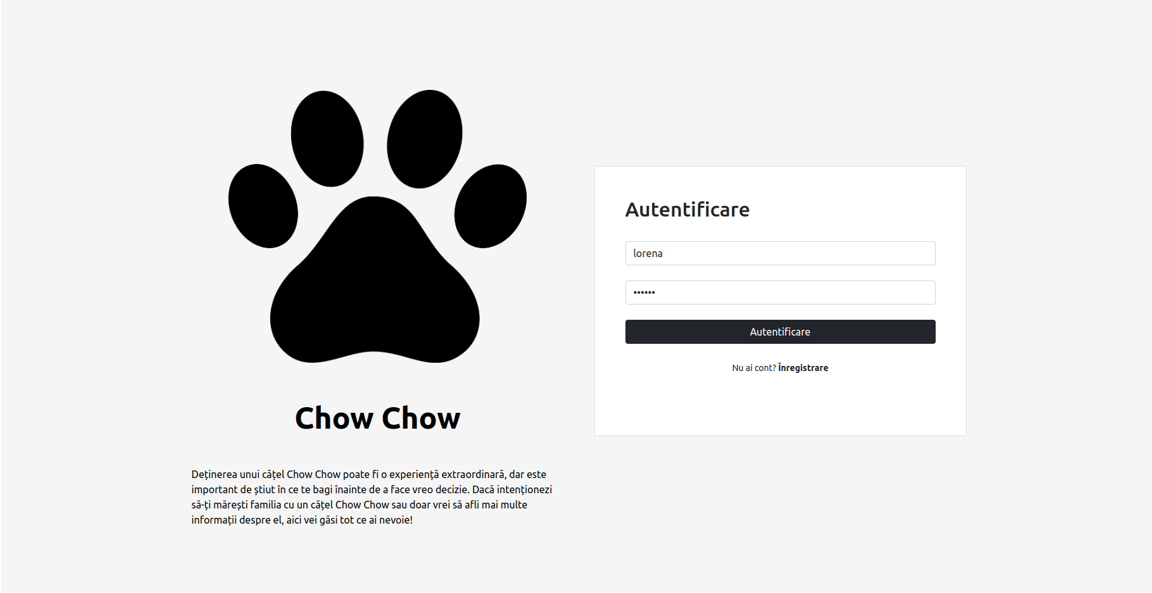 Chow Chow
Deținerea unui cățel Chow Chow poate fi o experiență extraordinară, dar este
important de știut în ce te bagi înainte de a face vreo decizie. Dacă intenționezi
să-ți mărești familia cu un cățel Chow Chow sau doar vrei să afli mai multe
informații despre el, aici vei găsi tot ce ai nevoie!
Autentificare
lorena
••••••
Autentificare
Nu ai cont? Înregistrare